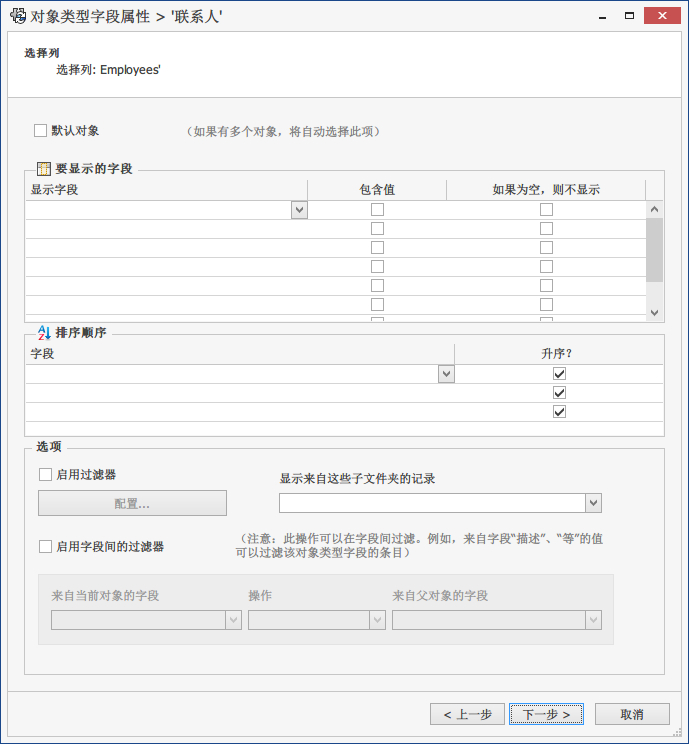 对象类型字段属性 > '联系人'
选择列
选择列: Employees'
默认对象
（如果有多个对象，将自动选择此项）
要显示的字段
显示字段 包含值 如果为空，则不显示
排序顺序
字段 升序？
选项
启用过滤器
显示来自这些子文件夹的记录
配置...
启用字段间的过滤器
（注意：此操作可以在字段间过滤。例如，来自字段“描述”、“等”的值
可以过滤该对象类型字段的条目）
来自当前对象的字段 操作 来自父对象的字段
< 上一步 下一步 > 取消